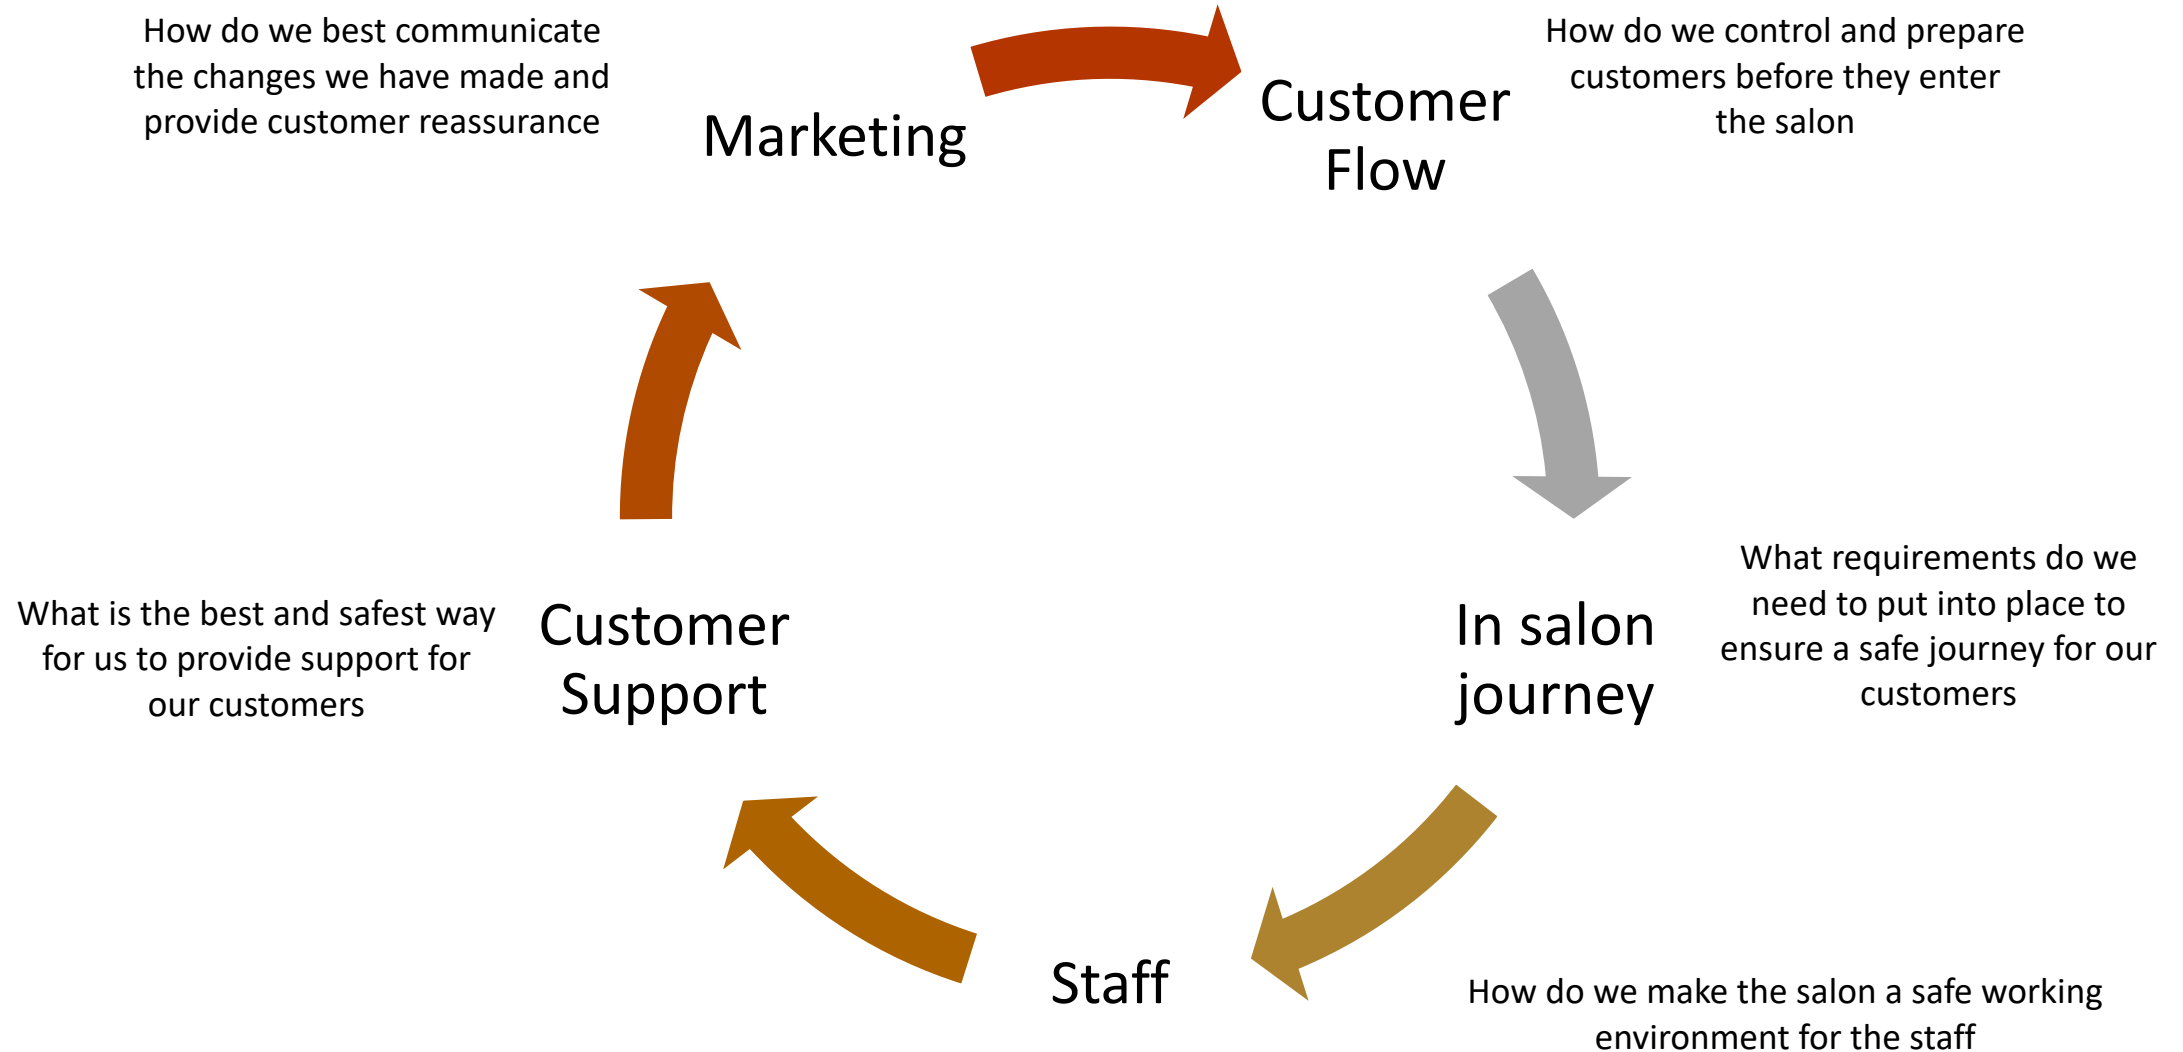 How do we best communicate
the changes we have made and
provide customer reassurance
Marketing
Customer
Flow
How do we control and prepare
customers before they enter
the salon
What is the best and safest way
for us to provide support for
our customers
Customer
Support
In salon
journey
What requirements do we
need to put into place to
ensure a safe journey for our
customers
Staff
How do we make the salon a safe working
environment for the staff